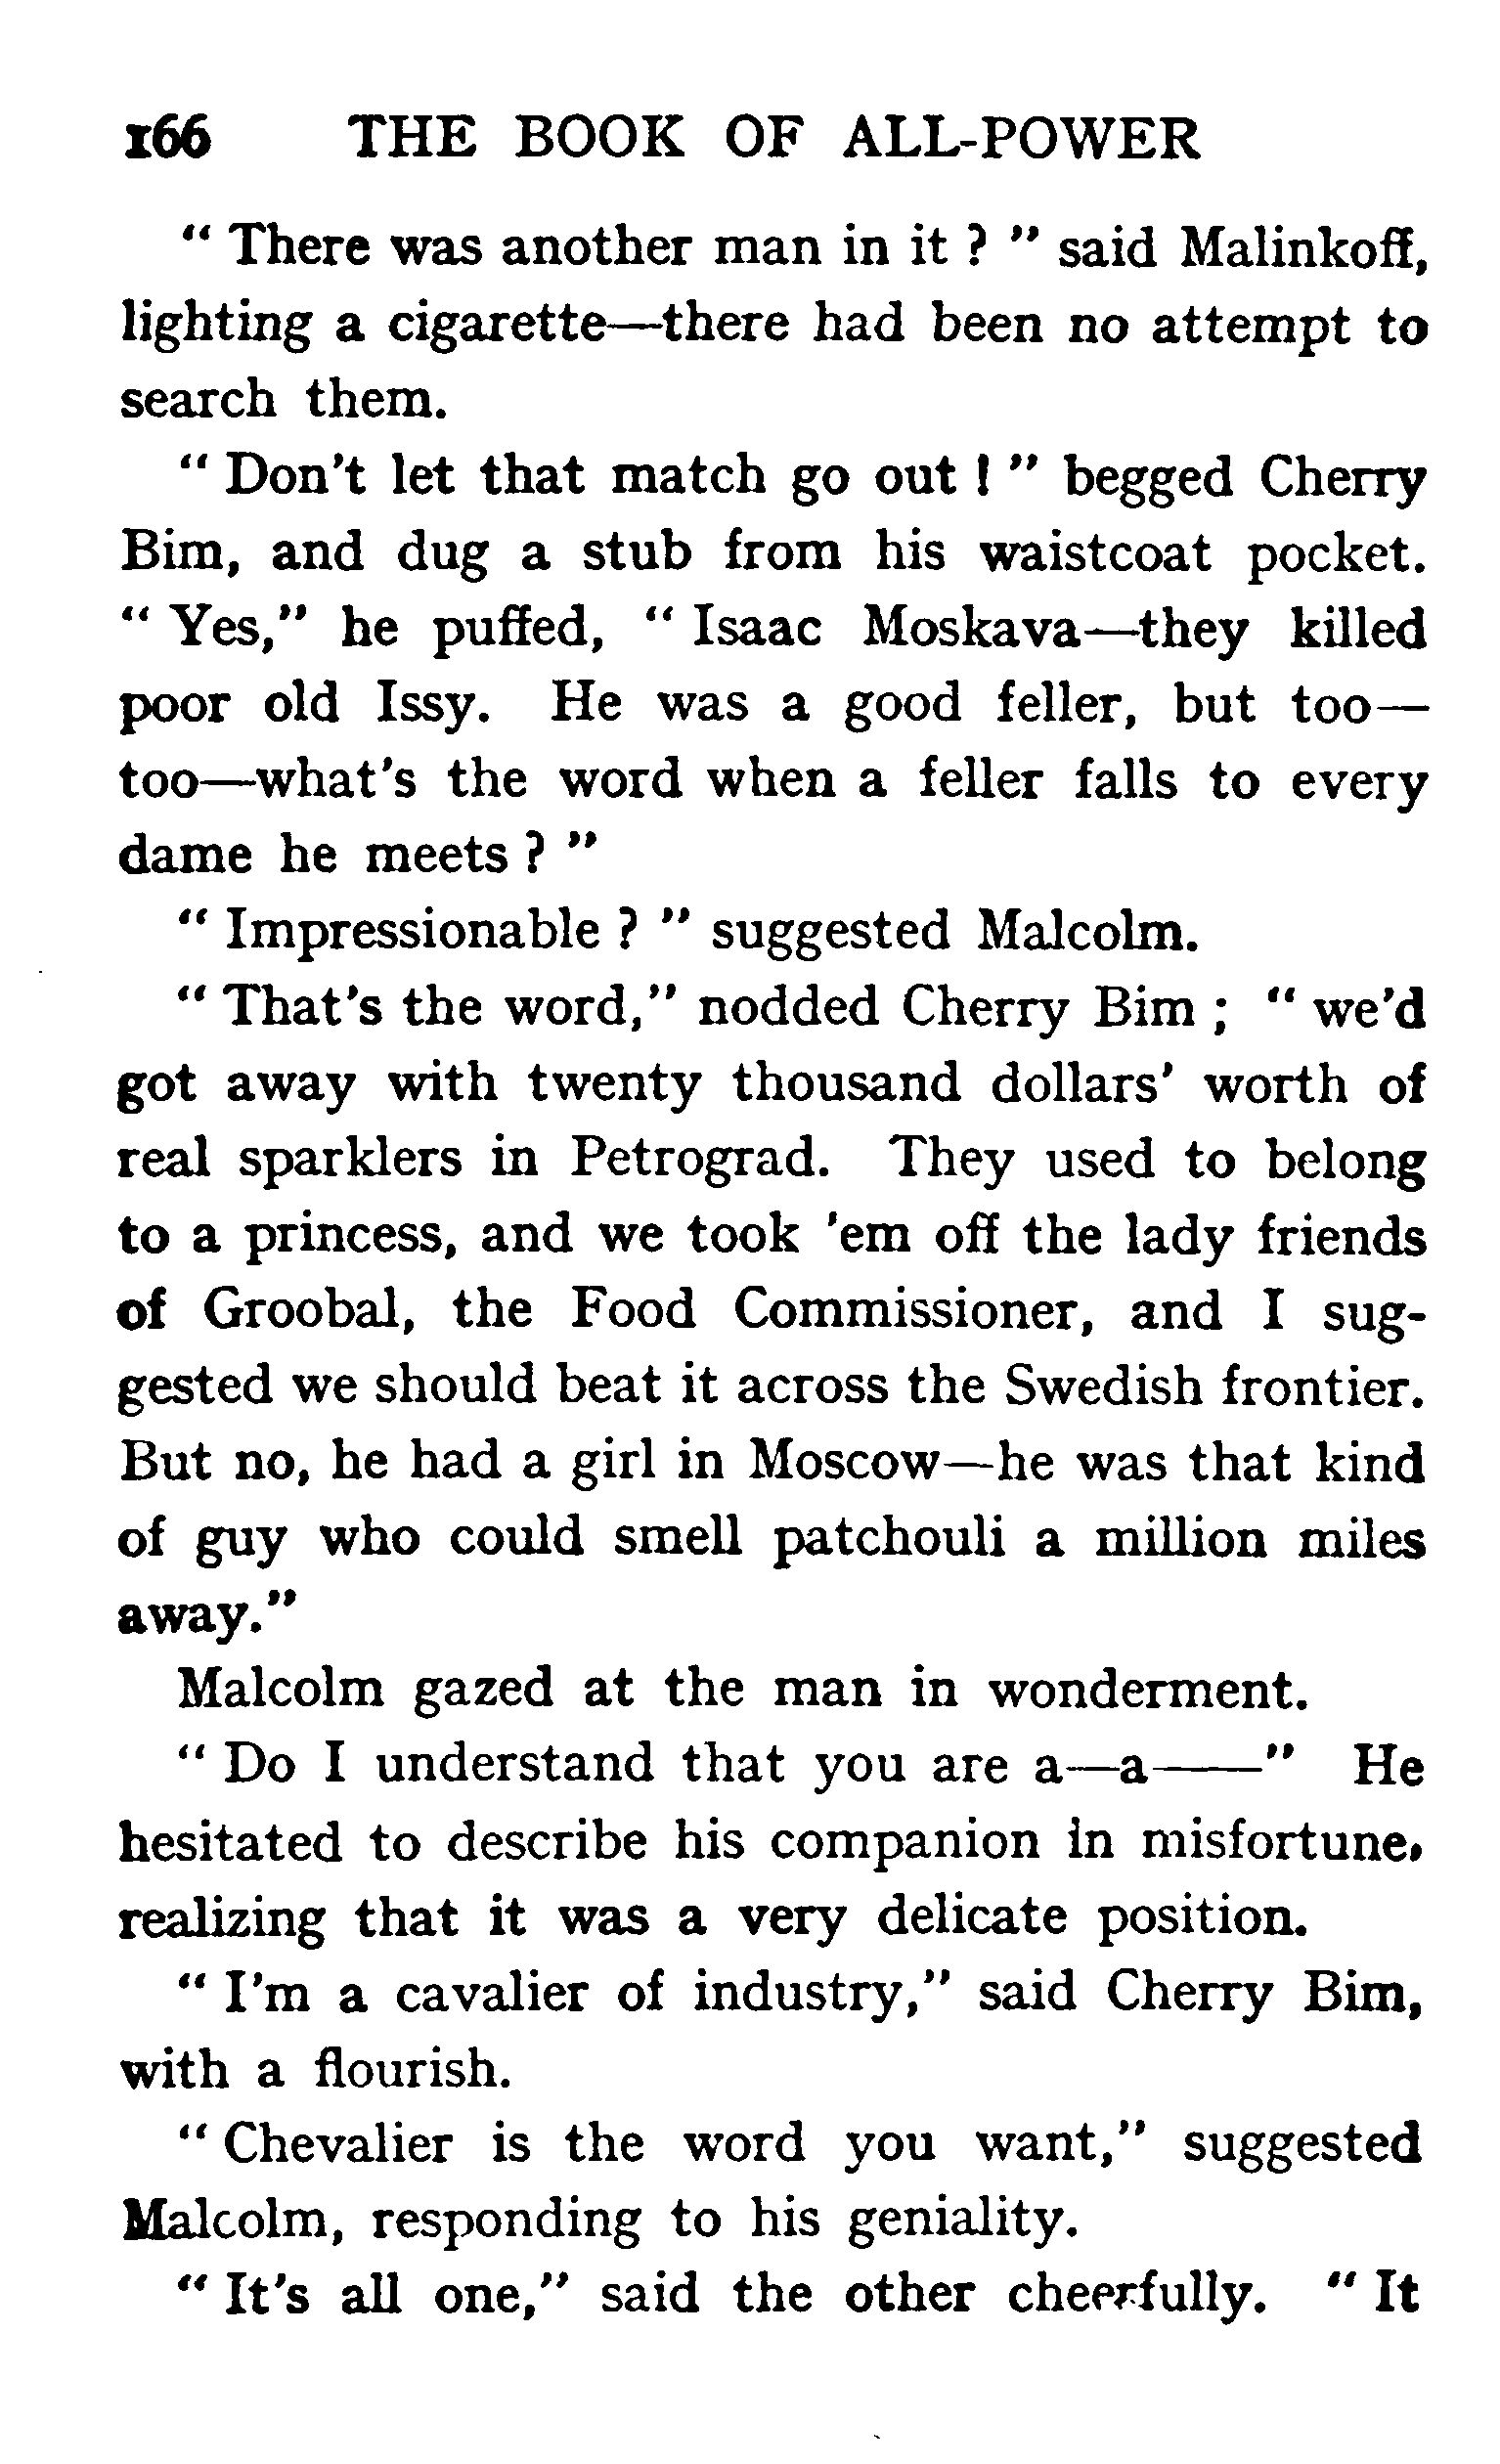 166 THE BOOK OF ALL-POWER
" There was another man in it ? " said Malinkoff,
lighting a cigarette—there had been no attempt to
search them.
" Don't let that match go out ! " begged Cherry
Bim, and dug a stub from his waistcoat pocket.
" Yes," he puffed, " Isaac Moskava—they killed
poor old Issy. He was a good feller, but too—
too—what's the word when a feller falls to every
dame he meets ? "
" Impressionable ? " suggested Malcolm.
" That's the word," nodded Cherry Bim ; " we'd
got away with twenty thousand dollars' worth of
real sparklers in Petrograd. They used to belong
to a princess, and we took 'em off the lady friends
of Groobal, the Food Commissioner, and I sug-
gested we should beat it across the Swedish frontier.
But no, he had a girl in Moscow—he was that kind
of guy who could smell patchouli a million miles
away."
Malcolm gazed at the man in wonderment.
" Do I understand that you are a—a——" He
hesitated to describe his companion in misfortune,
realizing that it was a very delicate position.
" I'm a cavalier of industry," said Cherry Bim,
with a flourish.
" Chevalier is the word you want," suggested
Malcolm, responding to his geniality.
" It's all one," said the other cheerfully. " It